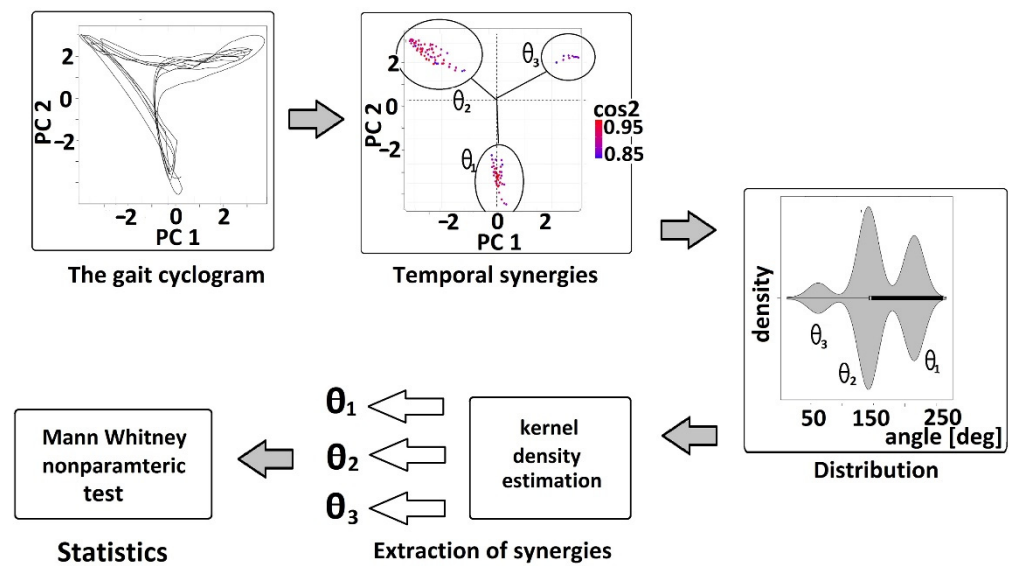 PC 2
2
0
−2
−2 0 2
PC 1
The gait cyclogram
PC 2
2
0
−2
θ2
θ3
θ1
cos2
0.95
0.85
−2 0 2
PC 1
Temporal synergies
density
θ3
θ2
θ1
50 150 250
angle [deg]
Distribution
kernel
density
estimation
θ1
θ2
θ3
Extraction of synergies
Mann Whitney
nonparamteric
test
Statistics